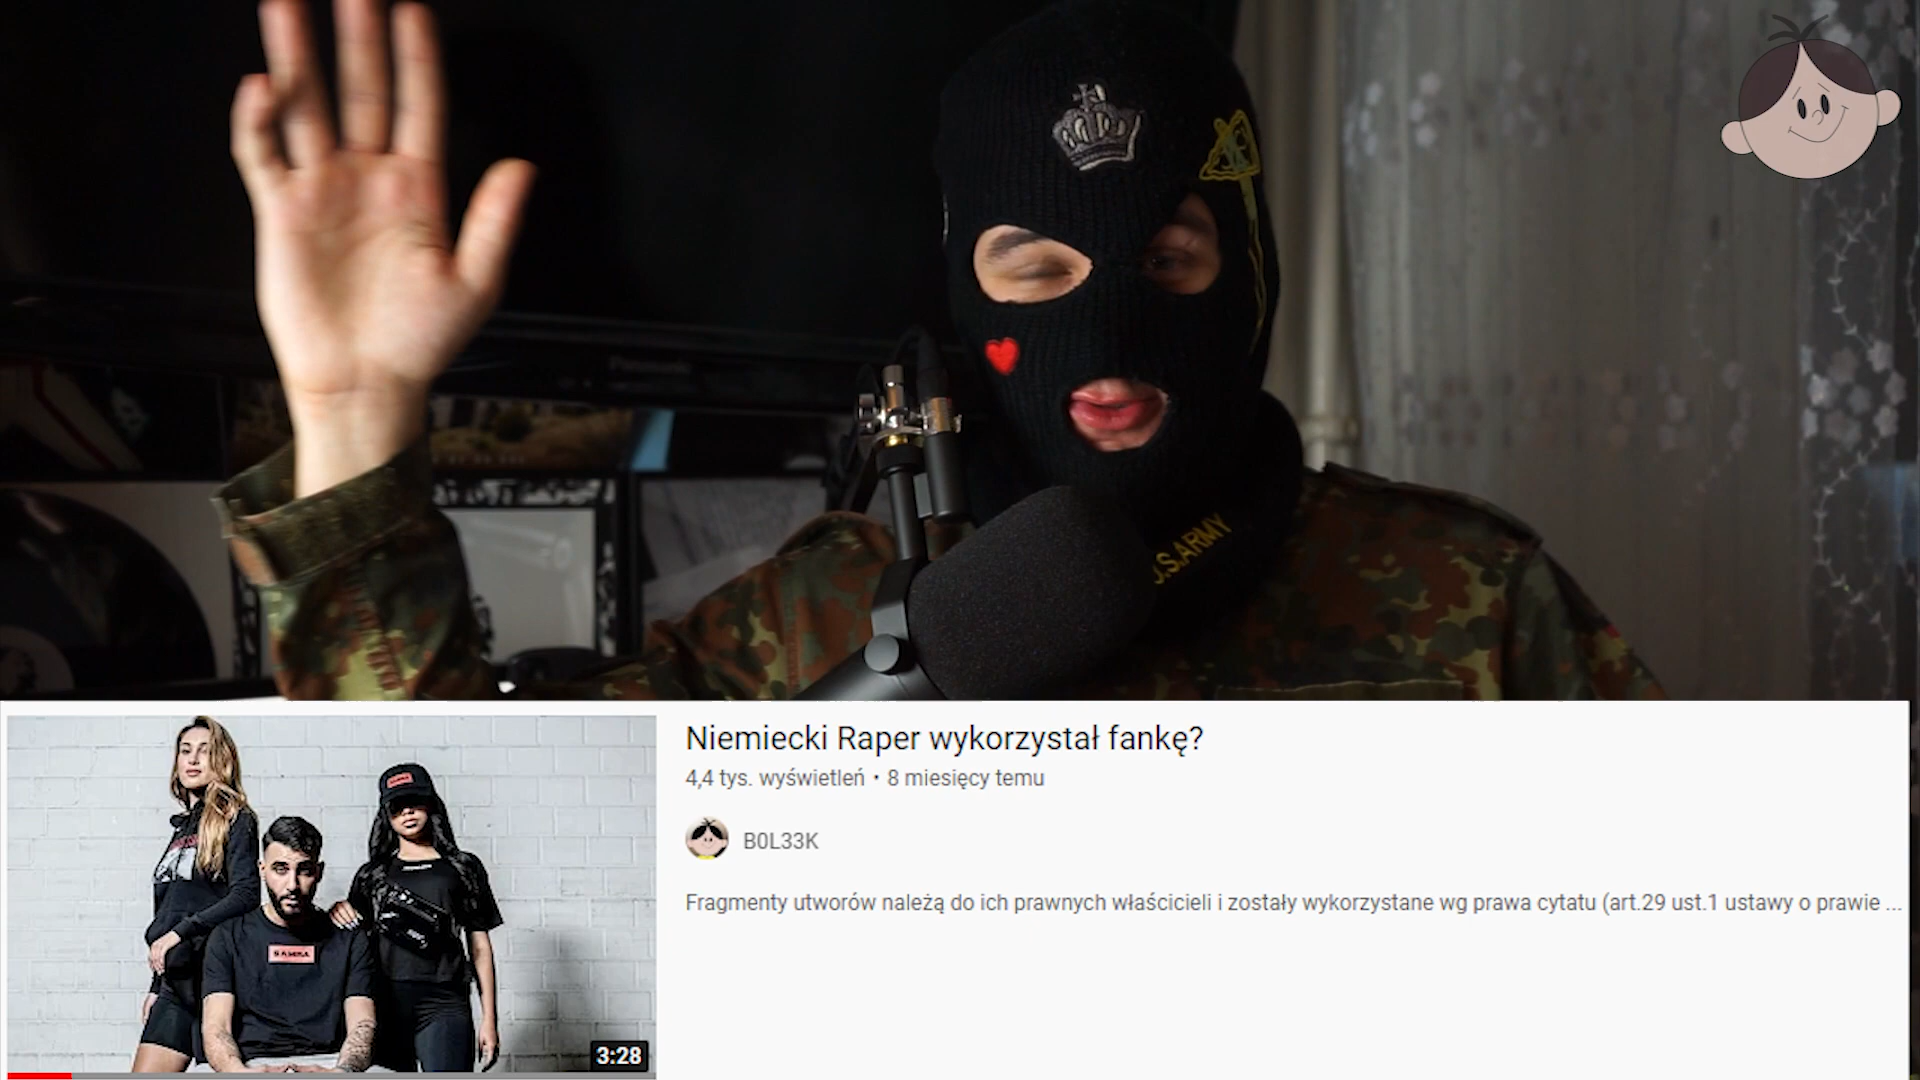 U.S.ARMY
Niemiecki Raper wykorzystał fankę?
4,4 tys. wyświetleń • 8 miesięcy temu
B0L33K
Fragmenty utworów należą do ich prawnych właścicieli i zostały wykorzystane wg prawa cytatu (art.29 ust.1 ustawy o prawie ...
SAMRA
3:28